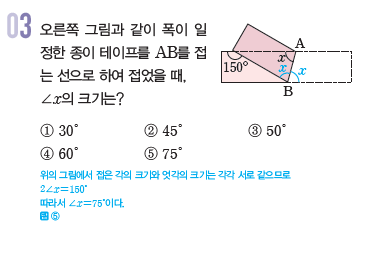 03 오른쪽 그림과 같이 폭이 일
정한 종이 테이프를 AB를 접
는 선으로 하여 접었을 때,
∠x의 크기는?
A
x
x
x
150°
B
① 30° ② 45° ③ 50°
④ 60° ⑤ 75°
위의 그림에서 접은 각의 크기와 엇각의 크기는 각각 서로 같으므로
2∠x=150°
따라서 ∠x=75°이다.
답 ⑤